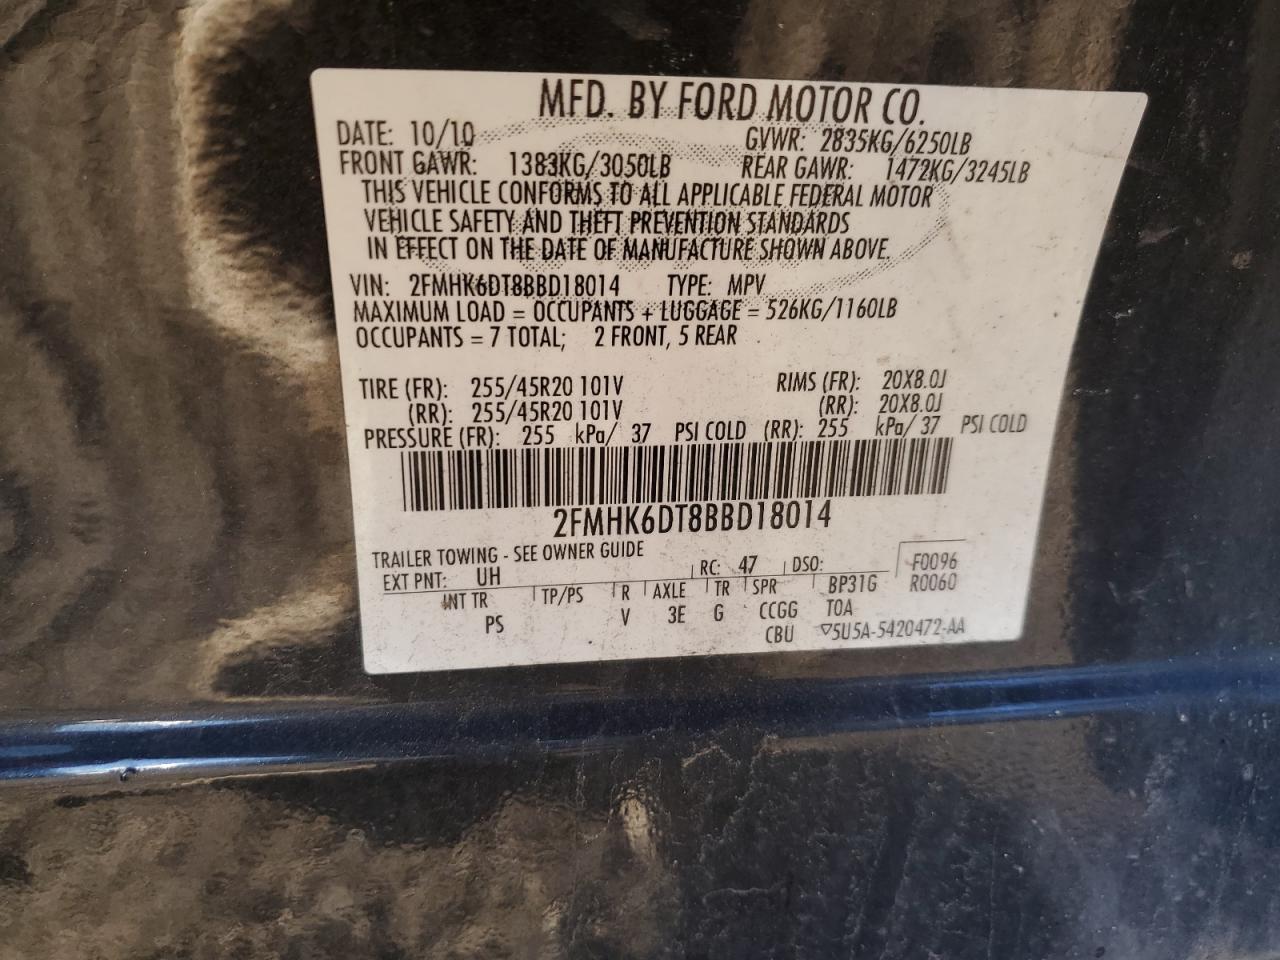 MFD. BY FORD MOTOR CO.
DATE: 10/10 GVWR: 2835KG/6250LB
FRONT GAWR: 1383KG/3050LB REAR GAWR: 1472KG/3245LB
THIS VEHICLE CONFORMS TO ALL APPLICABLE FEDERAL MOTOR
VEHICLE SAFETY AND THEFT PREVENTION STANDARDS
IN EFFECT ON THE DATE OF MANUFACTURE SHOWN ABOVE.
VIN: 2FMHK6DT8BBD18014 TYPE: MPV
MAXIMUM LOAD = OCCUPANTS + LUGGAGE = 526KG/1160LB
OCCUPANTS = 7 TOTAL; 2 FRONT, 5 REAR
TIRE (FR): 255/45R20 101V RIMS (FR): 20X8.0J
(RR): 255/45R20 101V (RR): 20X8.0J
PRESSURE (FR): 255 kPa/ 37 PSI COLD (RR): 255 kPa/ 37 PSI COLD
2FMHK6DT8BBD18014
TRAILER TOWING - SEE OWNER GUIDE
EXT PNT: UH RC: 47 DSO: F0096
INT TR TP/PS R AXLE TR SPR BP31G R0060
PS V 3E G CCGG TOA
CBU ▽5U5A-5420472-AA